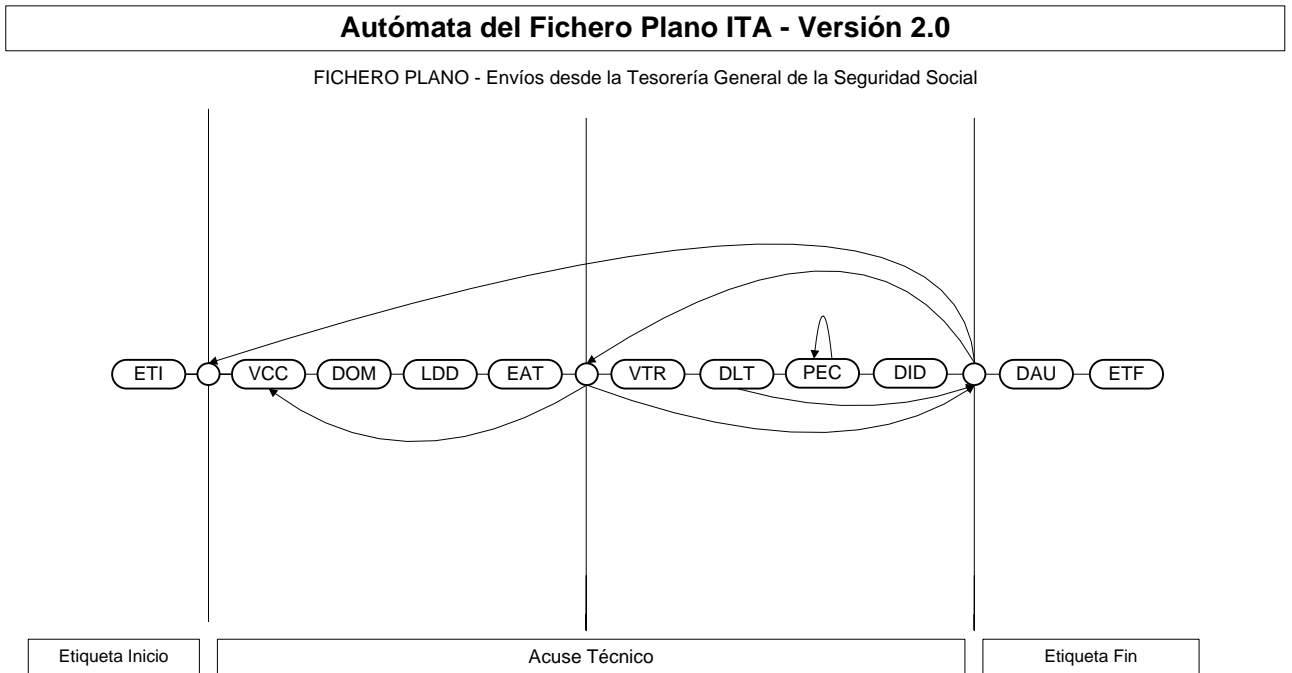 Autómata del Fichero Plano ITA - Versión 2.0
FICHERO PLANO - Envíos desde la Tesorería General de la Seguridad Social
ETI VCC DOM LDD EAT VTR DLT PEC DID DAU ETF
Etiqueta Inicio Acuse Técnico Etiqueta Fin